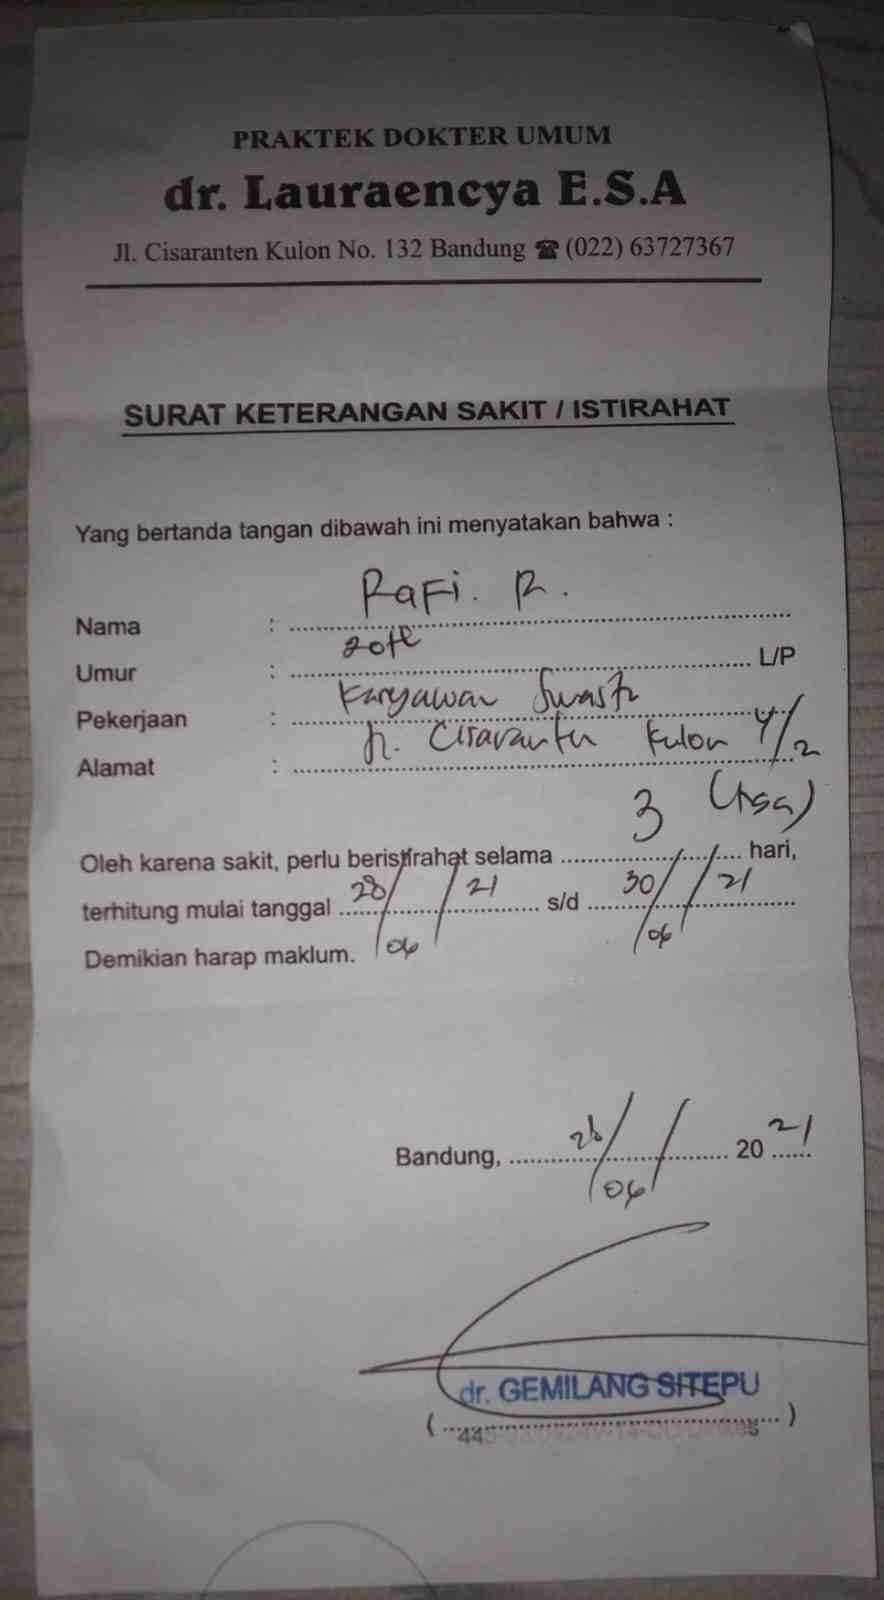 PRAKTEK DOKTER UMUM
dr. Lauraencya E.S.A
Jl. Cisaranten Kulon No. 132 Bandung ☎ (022) 63727367
SURAT KETERANGAN SAKIT / ISTIRAHAT
Yang bertanda tangan dibawah ini menyatakan bahwa :
Nama : Rafi. R.
Umur : 20th L/P
Pekerjaan : Karyawan Swasta
Alamat : Jl. Cisaranten Kulon 4/2
Oleh karena sakit, perlu beristirahat selama 3 (tiga) hari,
terhitung mulai tanggal 28/06/21 s/d 30/06/21
Demikian harap maklum.
Bandung, 28/06/ 2021
dr. GEMILANG SITEPU